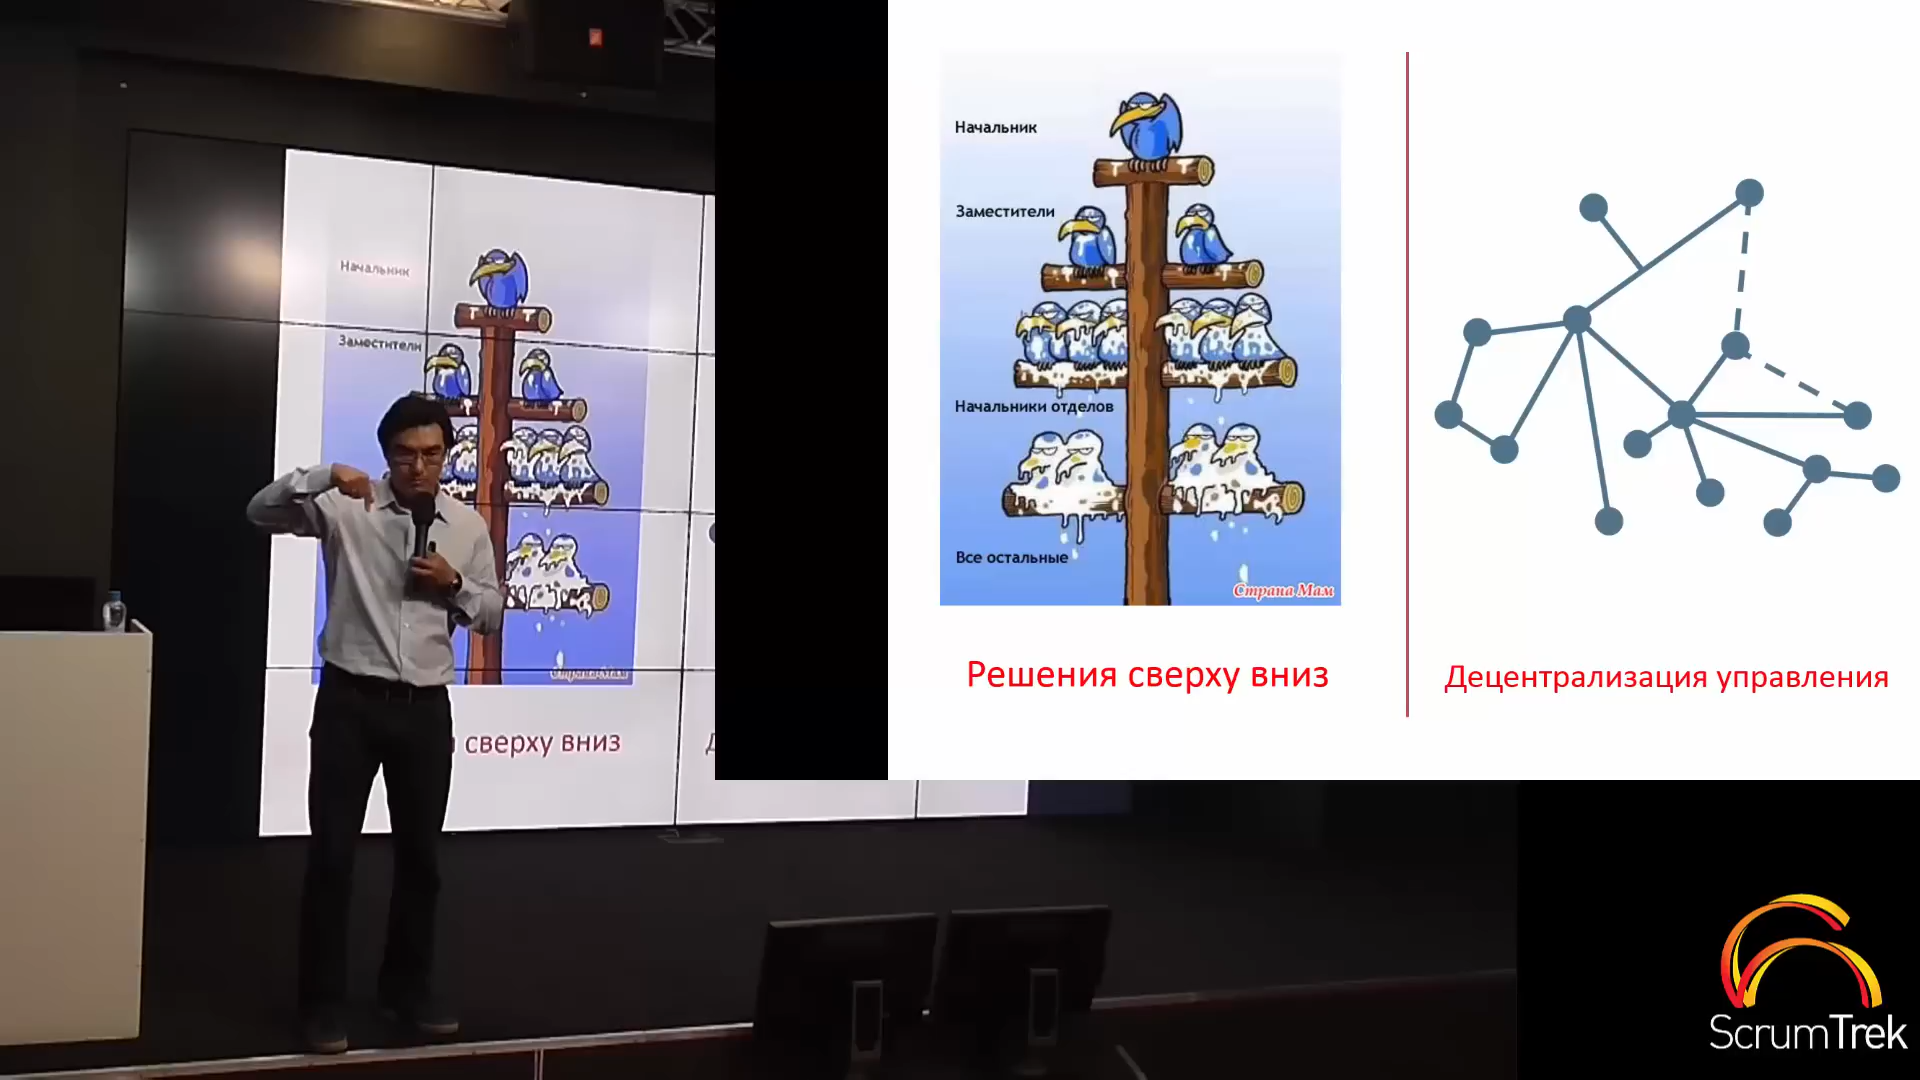 Начальник
Заместители
сверху вниз
Начальник
Заместители
Начальники отделов
Все остальные
Страна Мам
Решения сверху вниз
Децентрализация управления
ScrumTrek